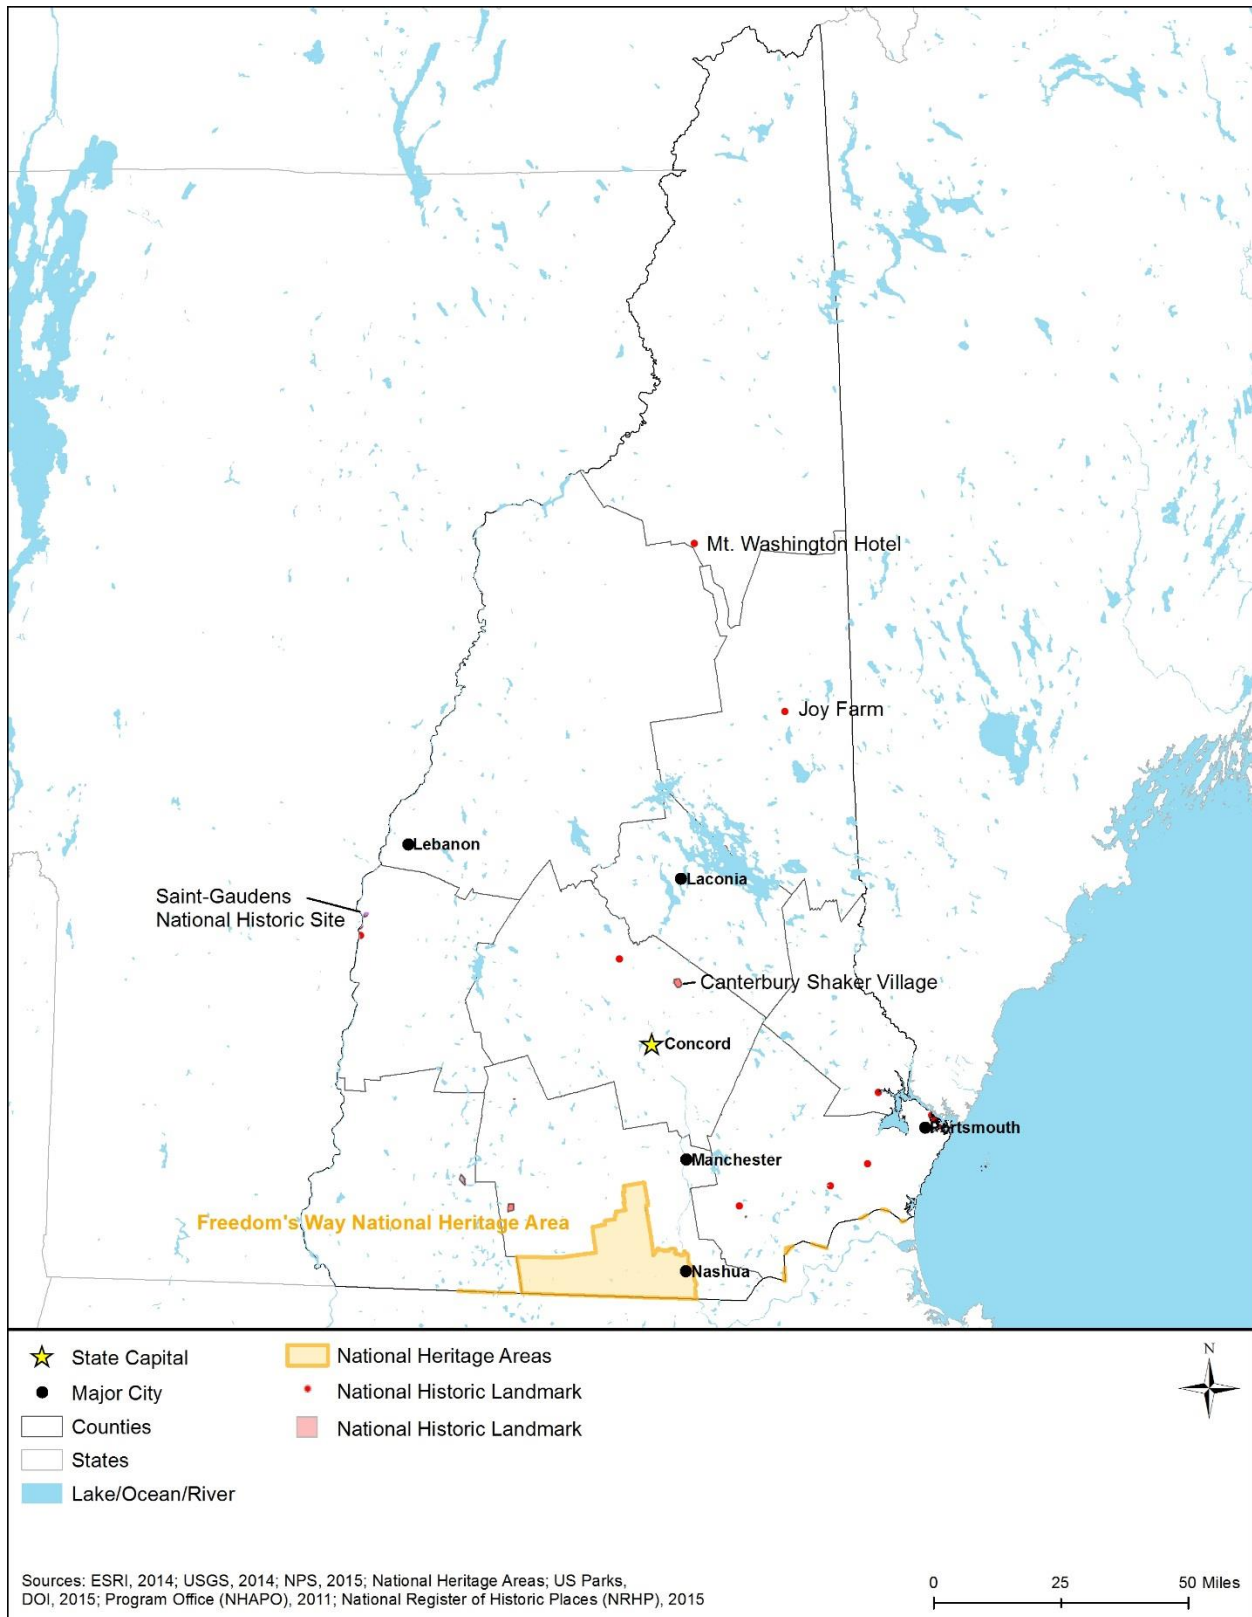 Mt. Washington Hotel
Joy Farm
Lebanon
Laconia
Saint-Gaudens
National Historic Site
Canterbury Shaker Village
Concord
Portsmouth
Manchester
Freedom's Way National Heritage Area
Nashua
State Capital
Major City
Counties
States
Lake/Ocean/River
National Heritage Areas
National Historic Landmark
National Historic Landmark
N
Sources: ESRI, 2014; USGS, 2014; NPS, 2015; National Heritage Areas; US Parks,
DOI, 2015; Program Office (NHAPO), 2011; National Register of Historic Places (NRHP), 2015
0 25 50 Miles